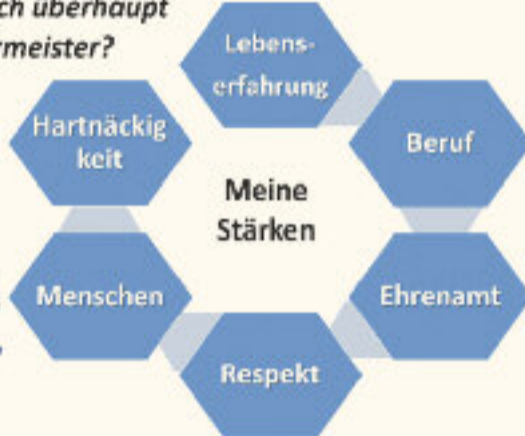 ch überhaupt
rmeister?
Lebens-
erfahrung
Beruf
Ehrenamt
Respekt
Menschen
Hartnäckig
keit
Meine
Stärken